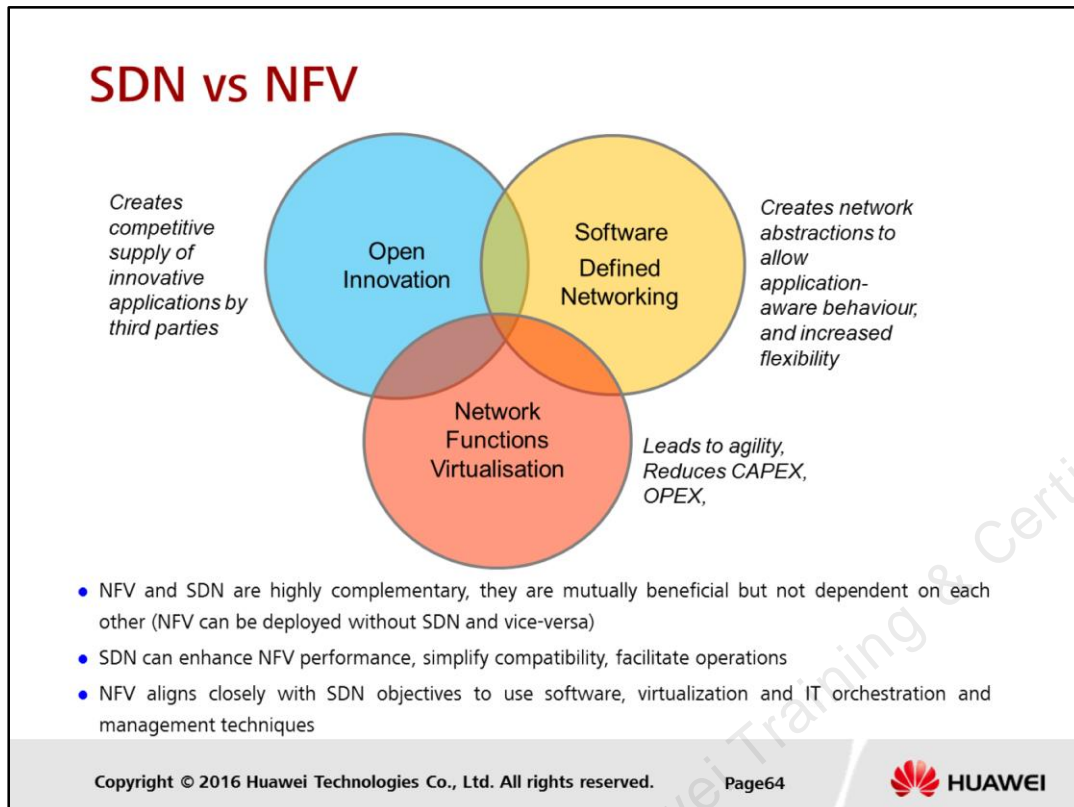 SDN vs NFV
Creates
competitive
supply of
innovative
applications by
third parties
Open
Innovation
Software
Defined
Networking
Creates network
abstractions to
allow
application-
aware behaviour,
and increased
flexibility
Network
Functions
Virtualisation
Leads to agility,
Reduces CAPEX,
OPEX,
• NFV and SDN are highly complementary, they are mutually beneficial but not dependent on each
other (NFV can be deployed without SDN and vice-versa)
• SDN can enhance NFV performance, simplify compatibility, facilitate operations
• NFV aligns closely with SDN objectives to use software, virtualization and IT orchestration and
management techniques
Copyright © 2016 Huawei Technologies Co., Ltd. All rights reserved.
Page64
HUAWEI
Training & Certi